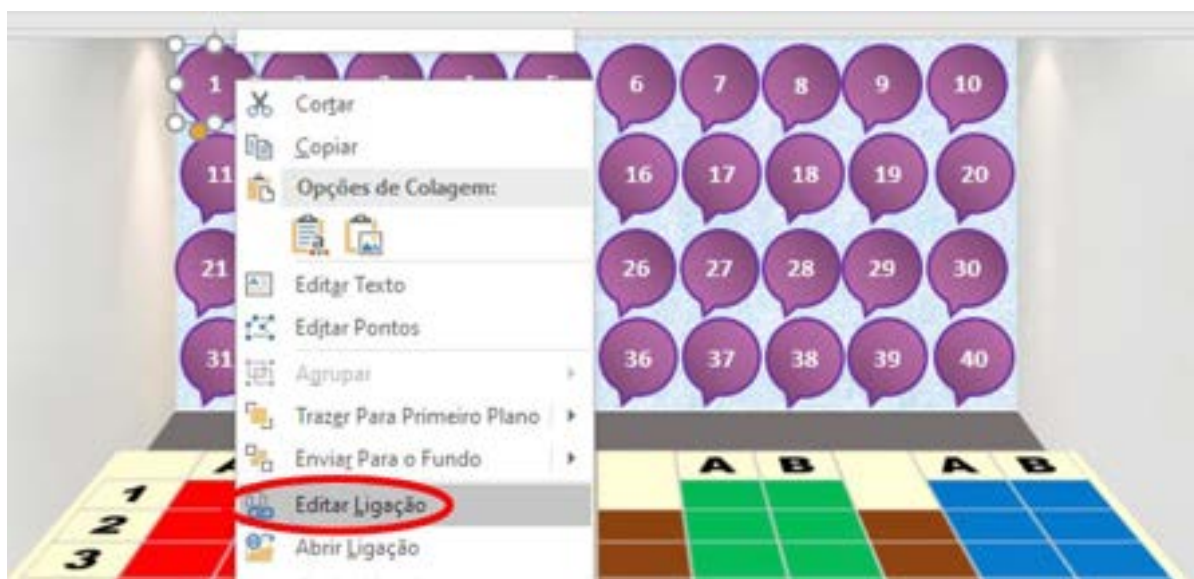 1 6 7 8 9 10
Cortar
Copiar
11 16 17 18 19 20
Opções de Colagem:
21 26 27 28 29 30
Editar Texto
Editar Pontos
31 36 37 38 39 40
Agrupar
Trazer Para Primeiro Plano
Enviar Para o Fundo
A B A B
1
Editar Ligação
2
Abrir Ligação
3